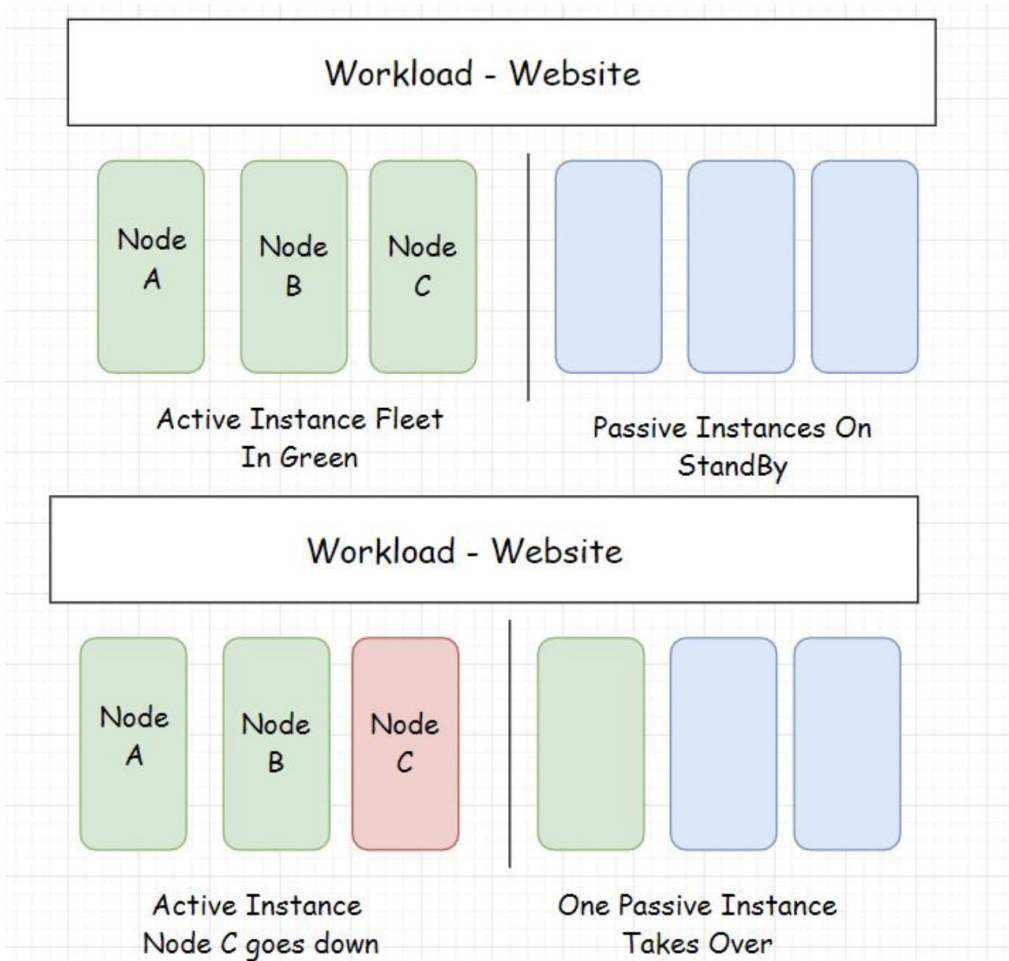 Workload - Website
Node
A
Node
B
Node
C
Active Instance Fleet
In Green
Passive Instances On
StandBy
Workload - Website
Node
A
Node
B
Node
C
Active Instance
Node C goes down
One Passive Instance
Takes Over